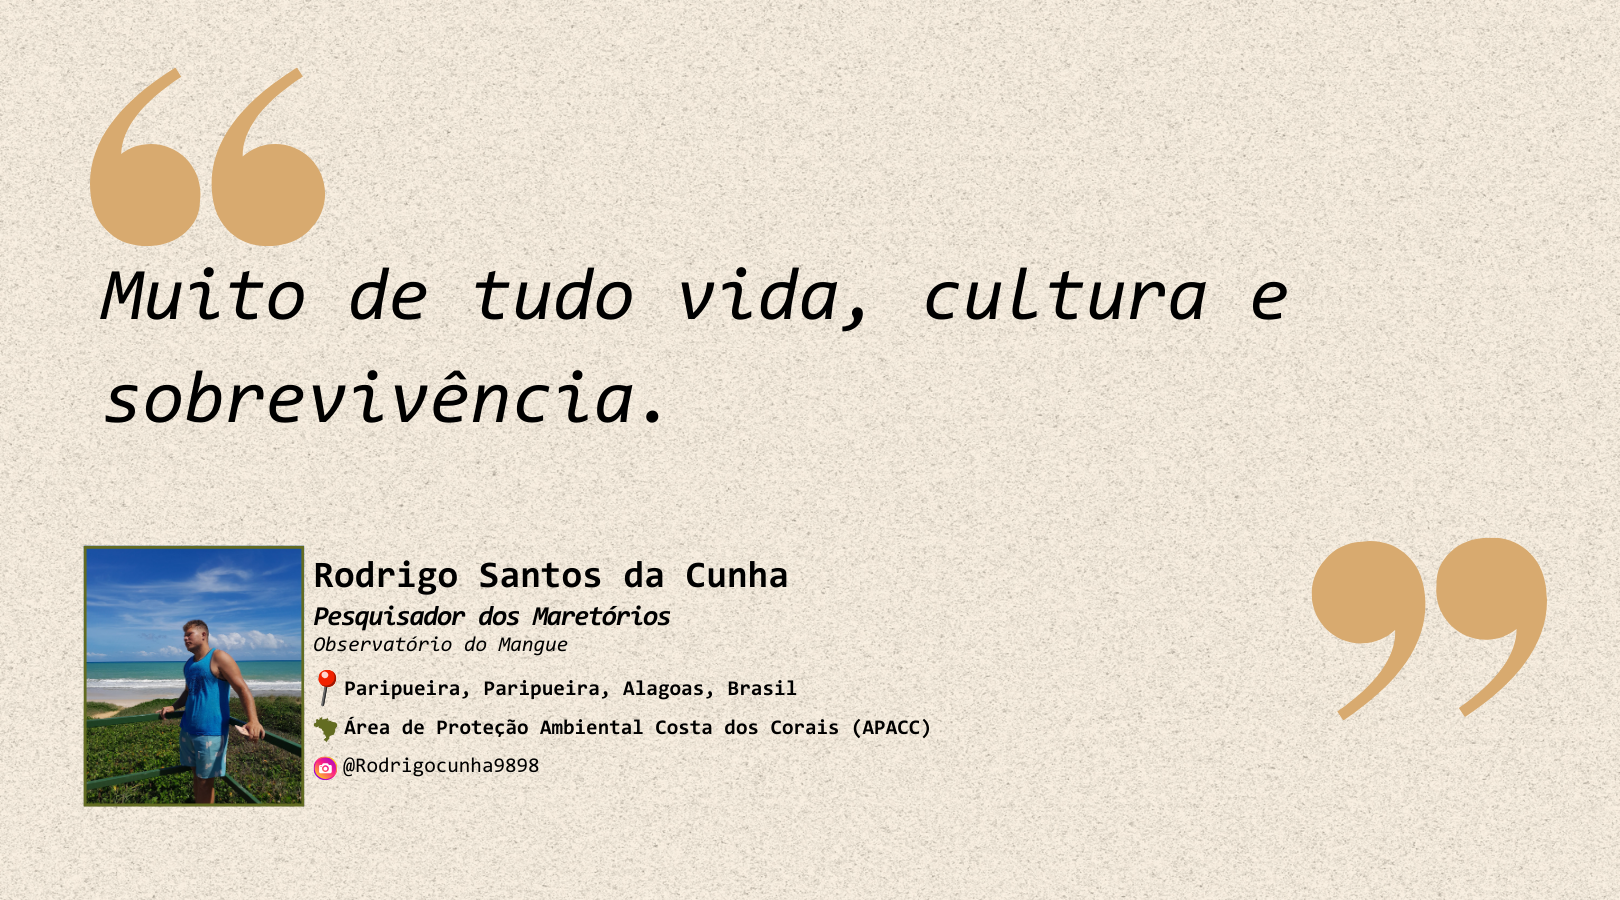 Muito de tudo vida, cultura e
sobrevivência.
Rodrigo Santos da Cunha
Pesquisador dos Maretórios
Observatório do Mangue
Paripueira, Paripueira, Alagoas, Brasil
Área de Proteção Ambiental Costa dos Corais (APACC)
@Rodrigocunha9898